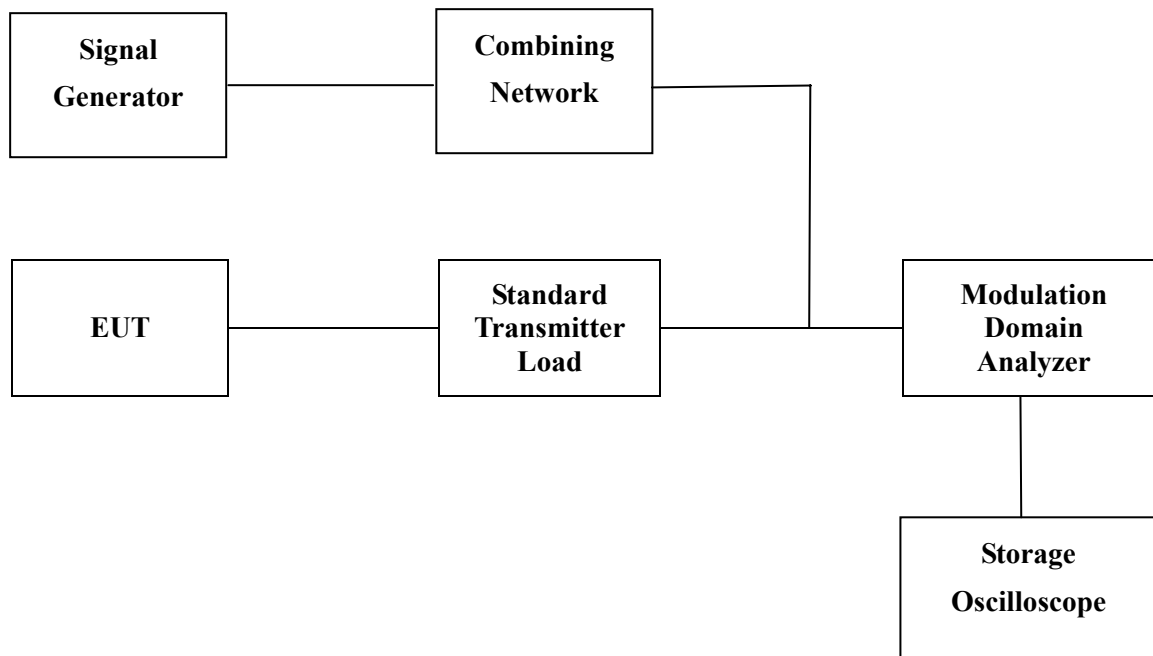 Signal
Generator
Combining
Network
EUT
Standard
Transmitter
Load
Modulation
Domain
Analyzer
Storage
Oscilloscope